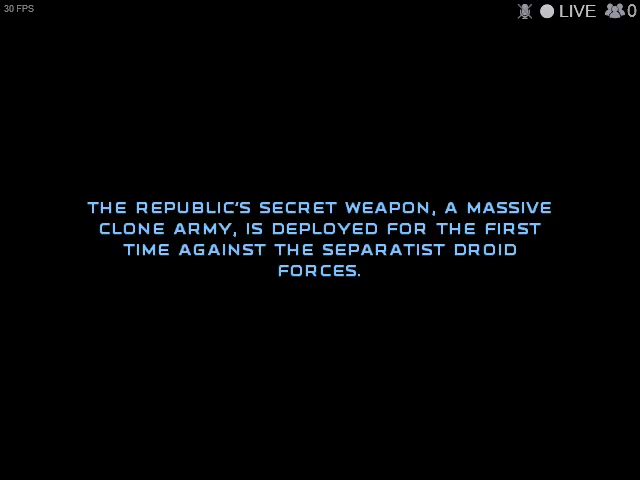 30 FPS
LIVE
0
THE REPUBLIC'S SECRET WEAPON, A MASSIVE
CLONE ARMY, IS DEPLOYED FOR THE FIRST
TIME AGAINST THE SEPARATIST DROID
FORCES.